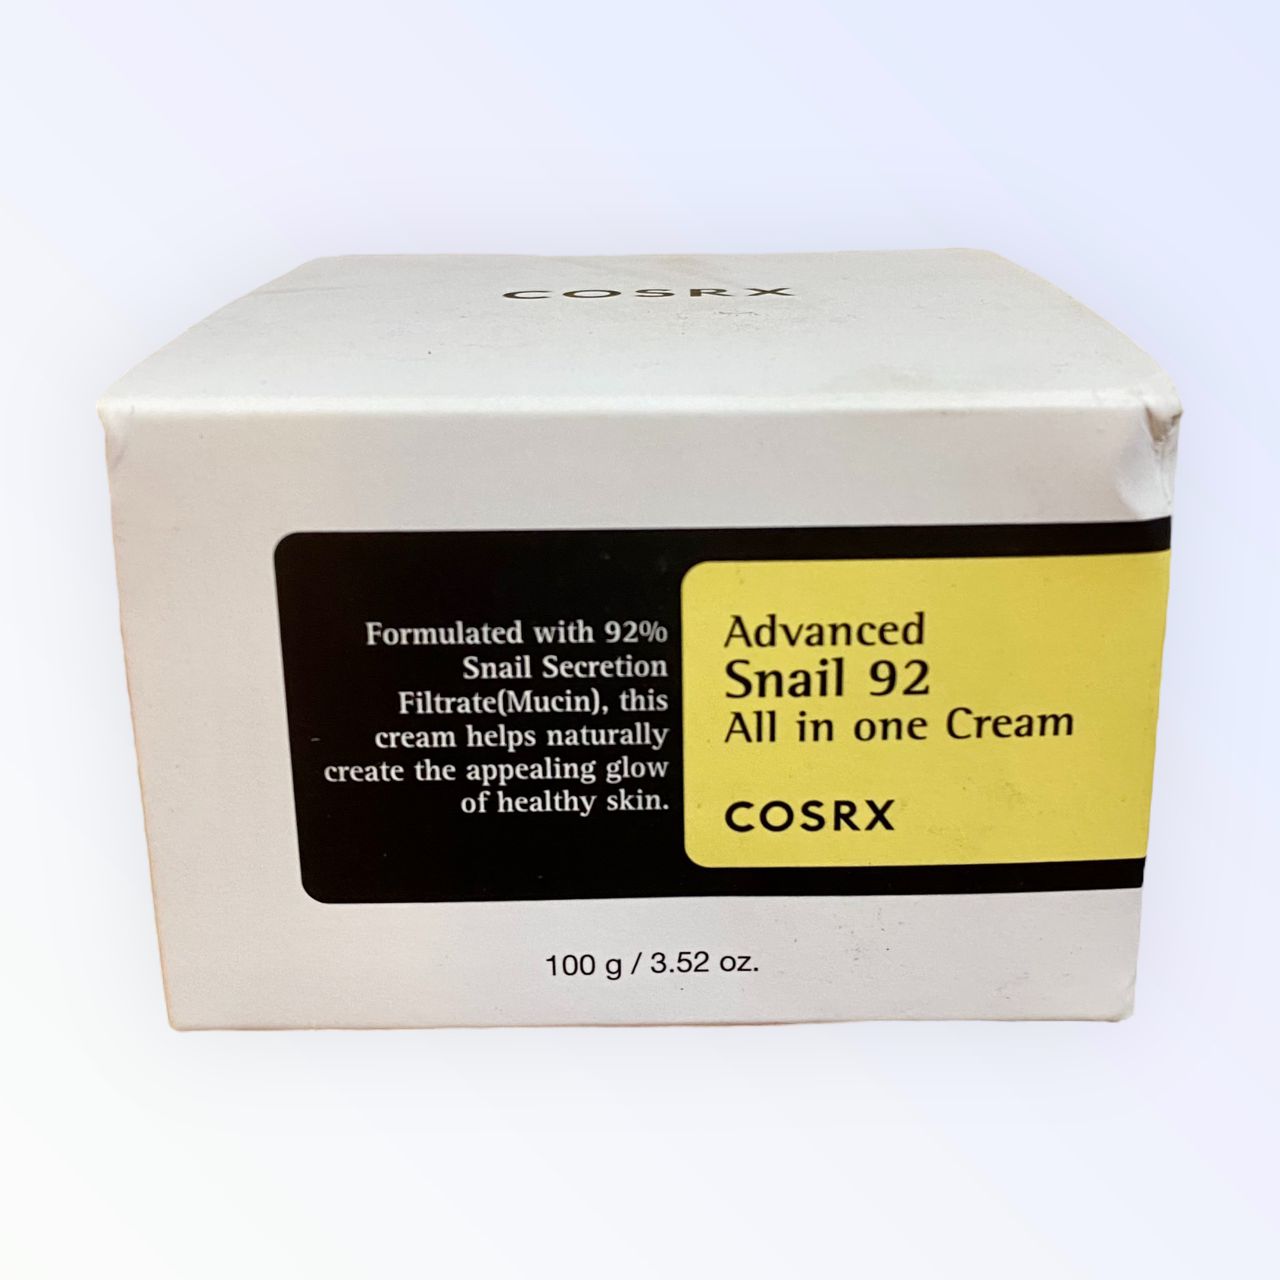 COSRX
Formulated with 92%
Snail Secretion
Filtrate(Mucin), this
cream helps naturally
create the appealing glow
of healthy skin.
Advanced
Snail 92
All in one Cream
COSRX
100 g / 3.52 oz.